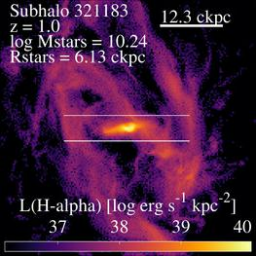 Subhalo 321183
12.3 ckpc
z = 1.0
log Mstars = 10.24
Rstars = 6.13 ckpc
L(H-alpha) [log erg s⁻¹ kpc⁻²]
37 38 39 40